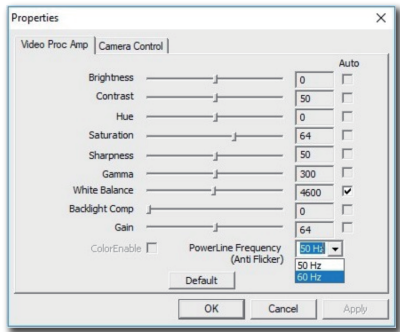 Properties
Video Proc Amp Camera Control
Auto
Brightness 0
Contrast 50
Hue 0
Saturation 64
Sharpness 50
Gamma 300
White Balance 4600
Backlight Comp 0
Gain 64
ColorEnable PowerLine Frequency 50 Hz
(Anti Flicker) 50 Hz
60 Hz
Default
OK Cancel Apply